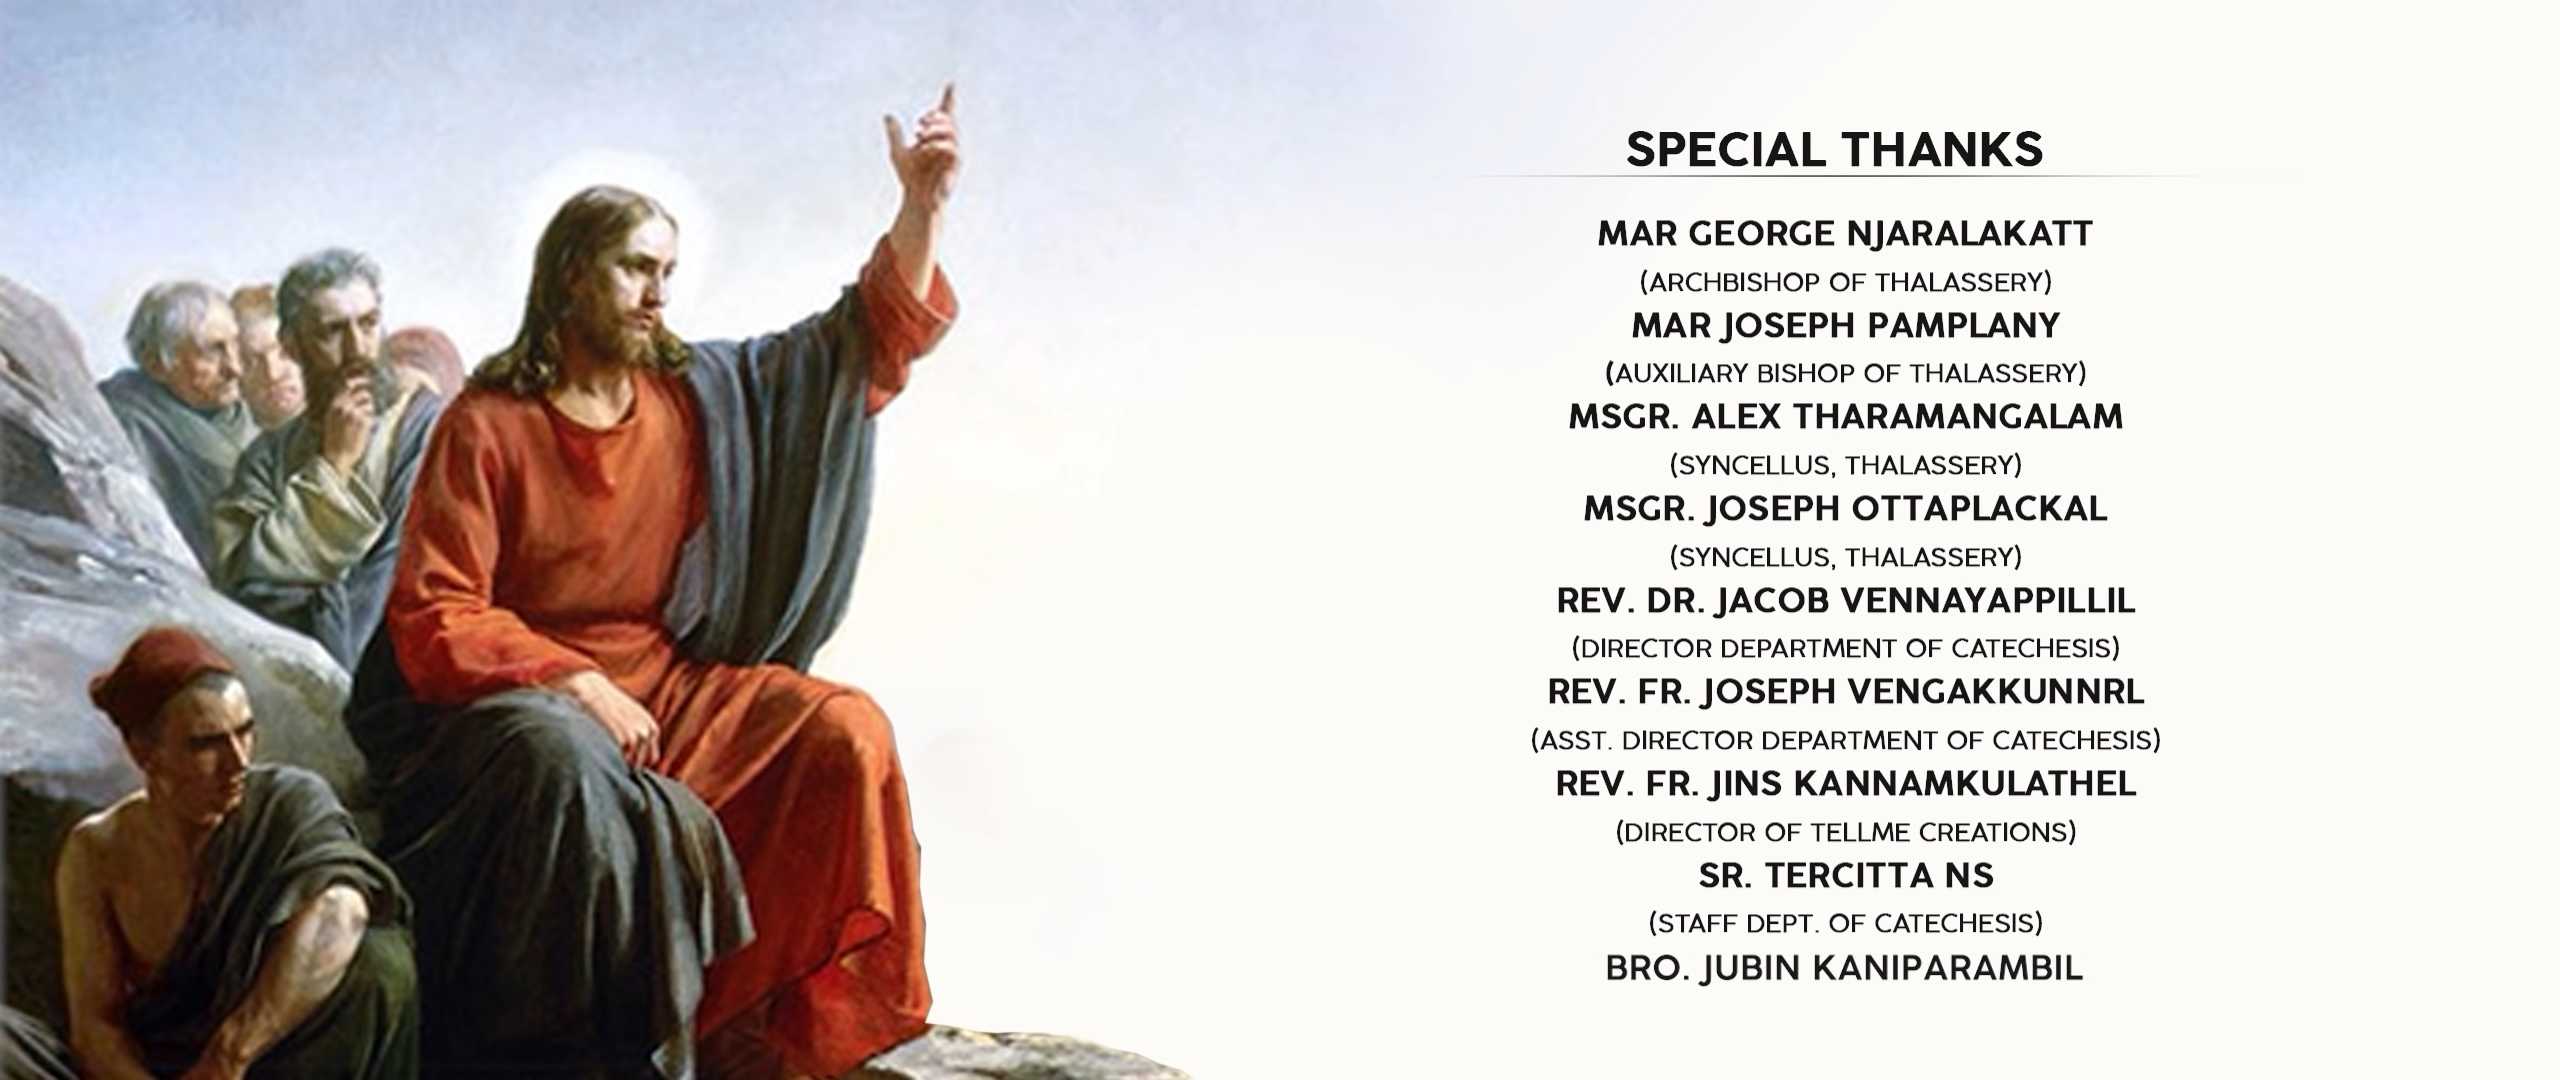 SPECIAL THANKS
MAR GEORGE NJARALAKATT
(ARCHBISHOP OF THALASSERY)
MAR JOSEPH PAMPLANY
(AUXILIARY BISHOP OF THALASSERY)
MSGR. ALEX THARAMANGALAM
(SYNCELLUS, THALASSERY)
MSGR. JOSEPH OTTAPLACKAL
(SYNCELLUS, THALASSERY)
REV. DR. JACOB VENNAYAPPILLIL
(DIRECTOR DEPARTMENT OF CATECHESIS)
REV. FR. JOSEPH VENGAKKUNNRL
(ASST. DIRECTOR DEPARTMENT OF CATECHESIS)
REV. FR. JINS KANNAMKULATHEL
(DIRECTOR OF TELLME CREATIONS)
SR. TERCITTA NS
(STAFF DEPT. OF CATECHESIS)
BRO. JUBIN KANIPARAMBIL